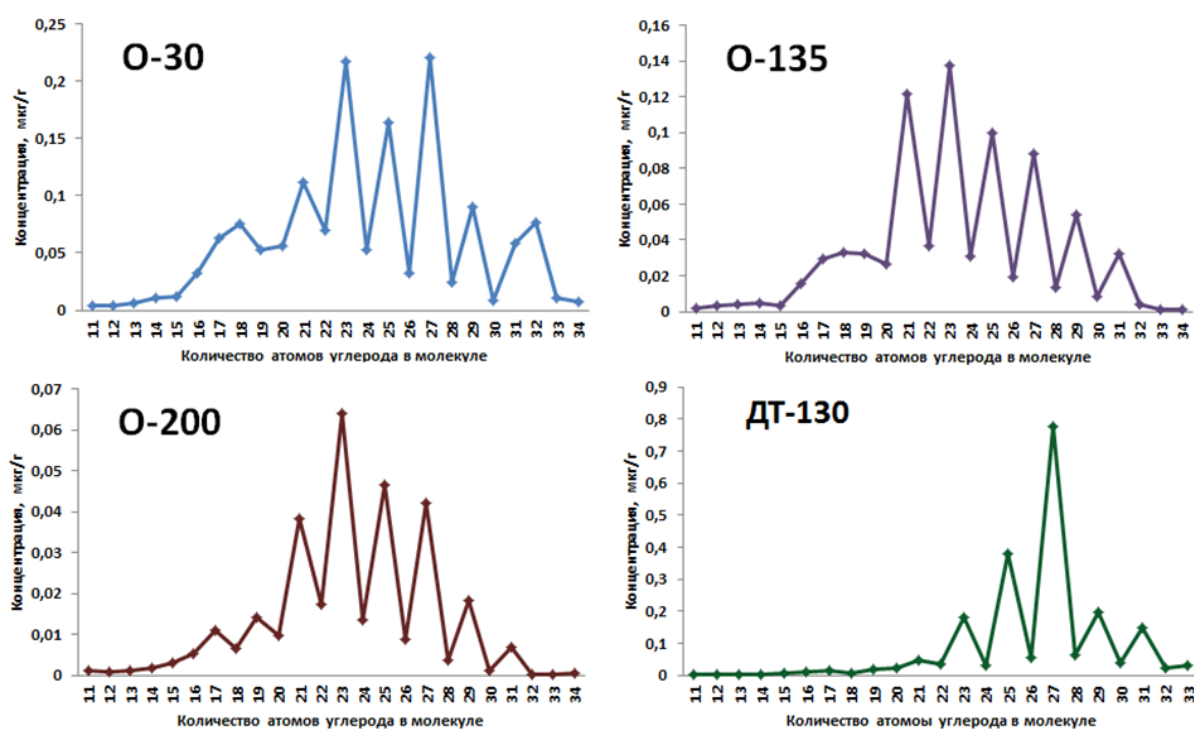 О-30
Концентрация, мкг/г
0,25
0,2
0,15
0,1
0,05
0
11 12 13 14 15 16 17 18 19 20 21 22 23 24 25 26 27 28 29 30 31 32 33 34
Количество атомов углерода в молекуле
О-135
Концентрация, мкг/г
0,16
0,14
0,12
0,1
0,08
0,06
0,04
0,02
0
11 12 13 14 15 16 17 18 19 20 21 22 23 24 25 26 27 28 29 30 31 32 33 34
Количество атомов углерода в молекуле
О-200
Концентрация, мкг/г
0,07
0,06
0,05
0,04
0,03
0,02
0,01
0
11 12 13 14 15 16 17 18 19 20 21 22 23 24 25 26 27 28 29 30 31 32 33 34
Количество атомов углерода в молекуле
ДТ-130
Концентрация, мкг/г
0,9
0,8
0,7
0,6
0,5
0,4
0,3
0,2
0,1
0
11 12 13 14 15 16 17 18 19 20 21 22 23 24 25 26 27 28 29 30 31 32 33
Количество атомоы углерода в молекуле